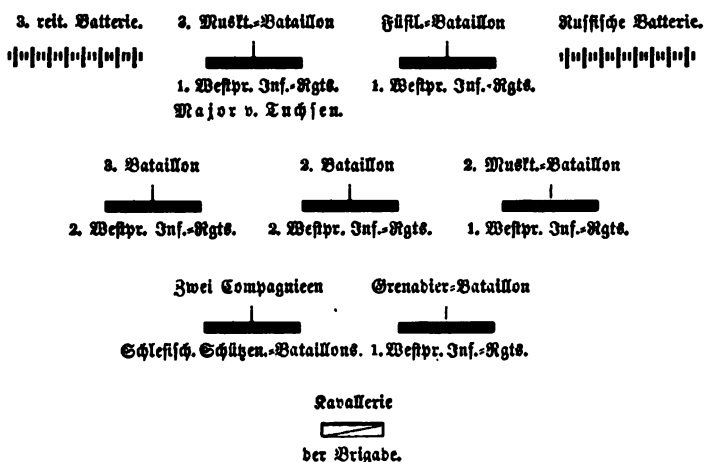 3. reit. Batterie. 3. Muskt.-Bataillon Füsil.-Bataillon Russische Batterie.
1. Westpr. Inf.-Rgts. 1. Westpr. Inf.-Rgts.
Major v. Tuchsen.
3. Bataillon 2. Bataillon 2. Muskt.-Bataillon
2. Westpr. Inf.-Rgts. 2. Westpr. Inf.-Rgts. 1. Westpr. Inf.-Rgts.
Zwei Compagnieen Grenadier-Bataillon
Schlesisch. Schützen.-Bataillons. 1. Westpr. Inf.-Rgts.
Kavallerie
der Brigade.